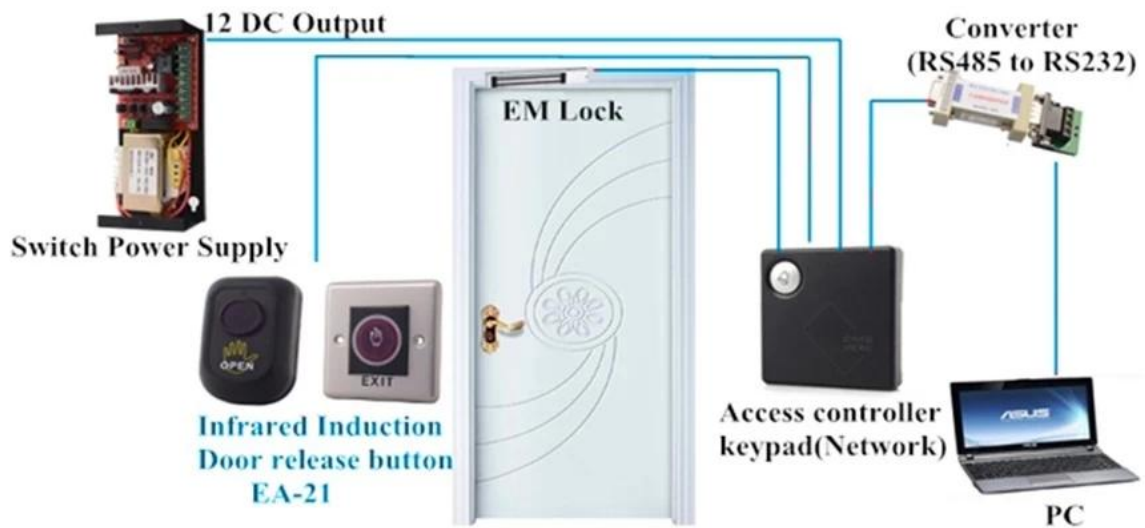 12 DC Output
Converter
(RS485 to RS232)
EM Lock
Switch Power Supply
OPEN
EXIT
Infrared Induction
Door release button
EA-21
Access controller
keypad(Network)
ASUS
PC